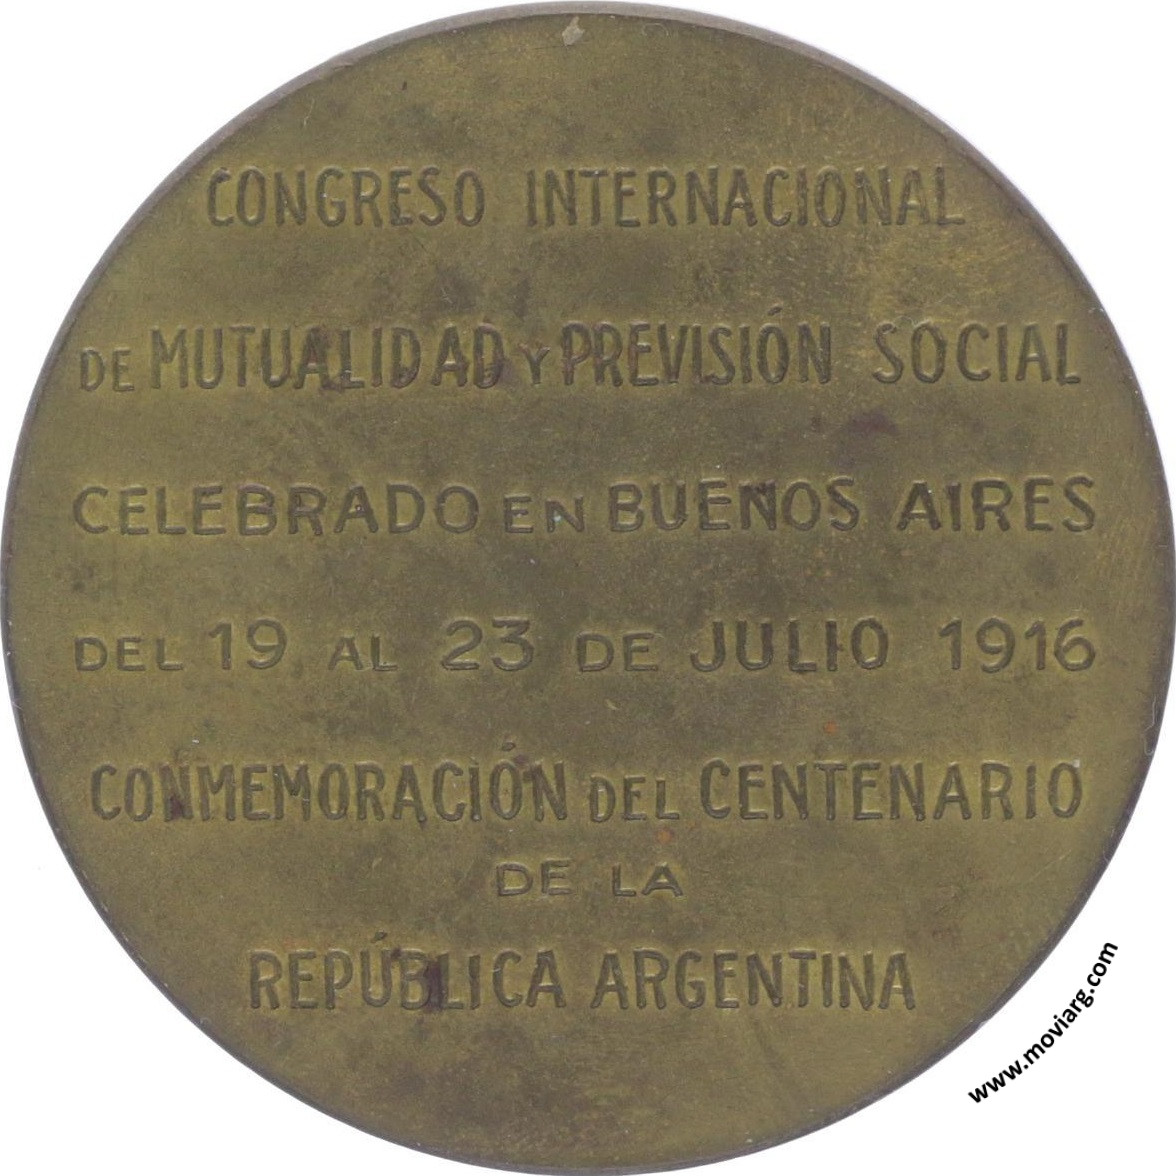 CONGRESO INTERNACIONAL
DE MUTUALIDAD Y PREVISIÓN SOCIAL
CELEBRADO EN BUENOS AIRES
DEL 19 AL 23 DE JULIO 1916
CONMEMORACIÓN DEL CENTENARIO
DE LA
REPÚBLICA ARGENTINA
www.moviarg.com